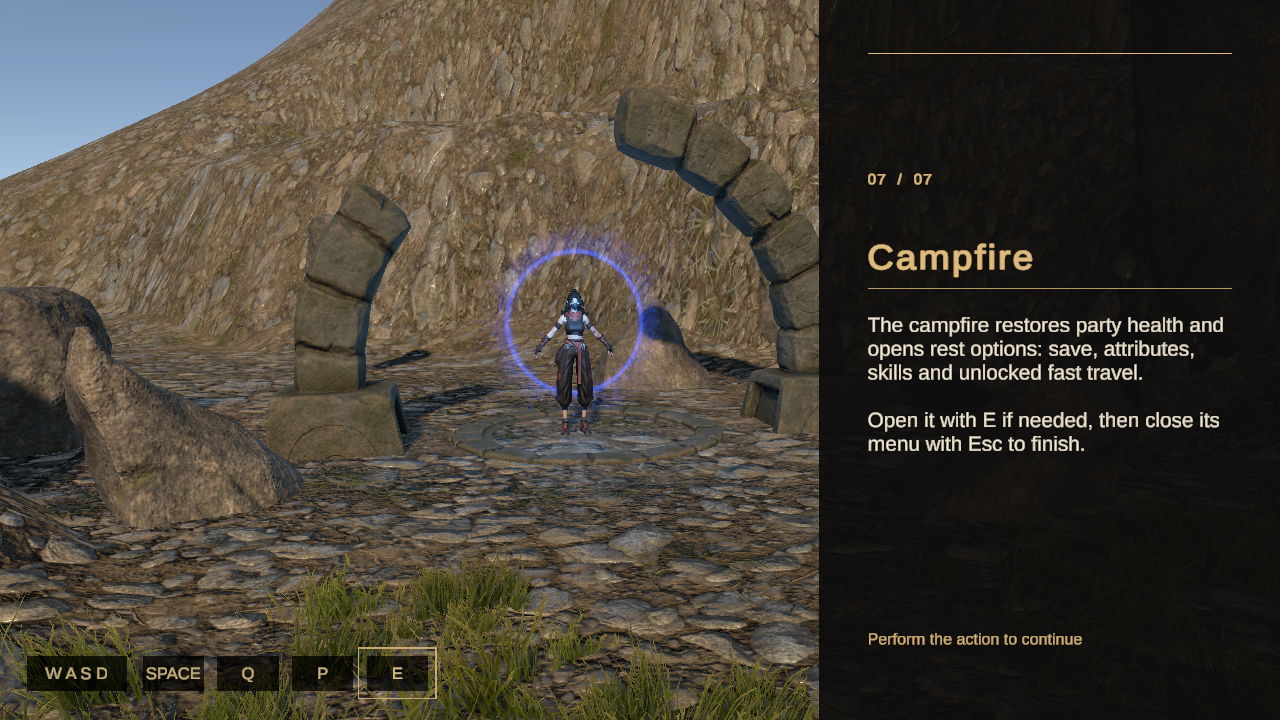 07 / 07
Campfire
The campfire restores party health and
opens rest options: save, attributes,
skills and unlocked fast travel.
Open it with E if needed, then close its
menu with Esc to finish.
Perform the action to continue
WASD SPACE Q P E